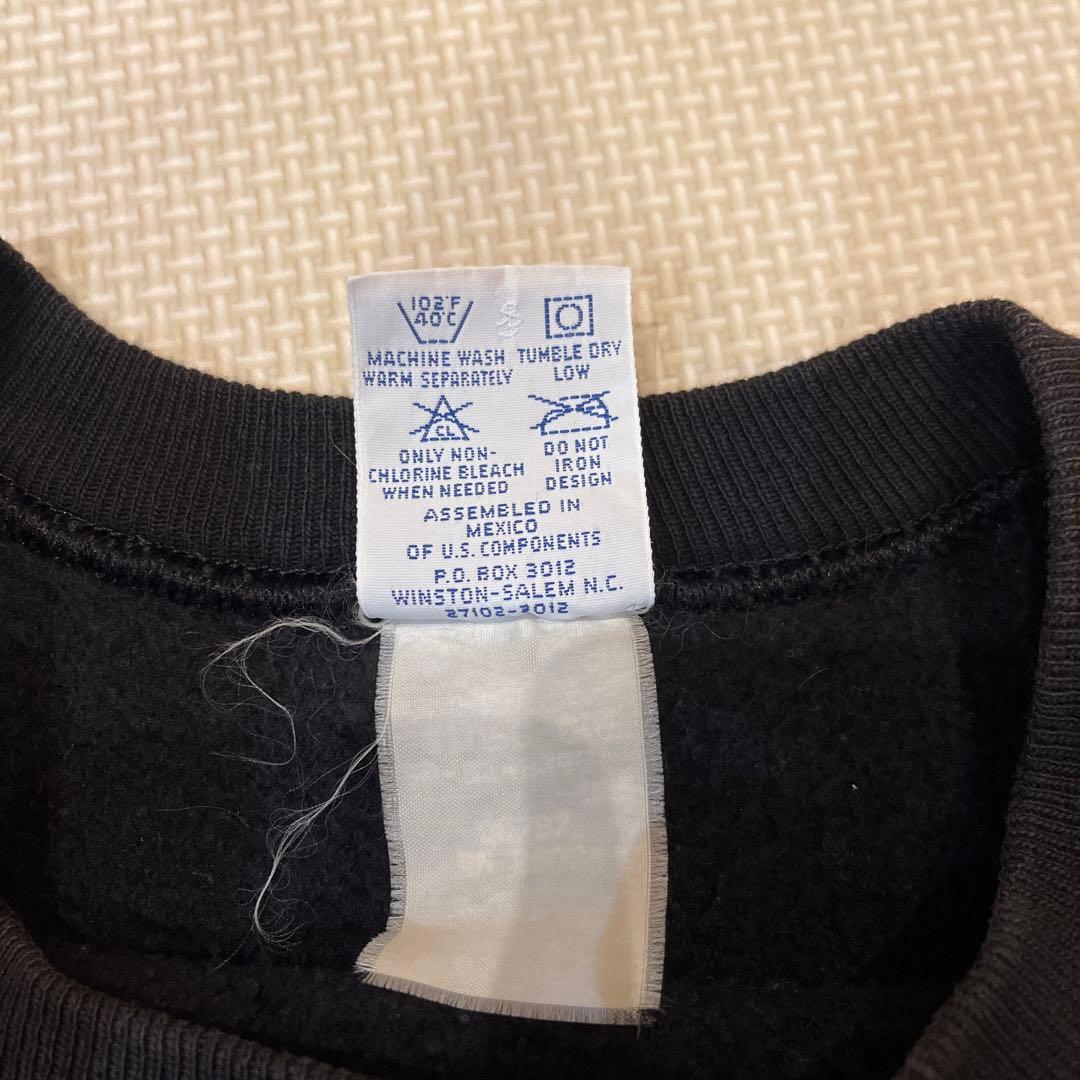 102°F
40°C
MACHINE WASH
WARM SEPARATELY
TUMBLE DRY
LOW
CL
ONLY NON-
CHLORINE BLEACH
WHEN NEEDED
DO NOT
IRON
DESIGN
ASSEMBLED IN
MEXICO
OF U.S. COMPONENTS
P.O. BOX 3012
WINSTON-SALEM N.C.
27102-3012